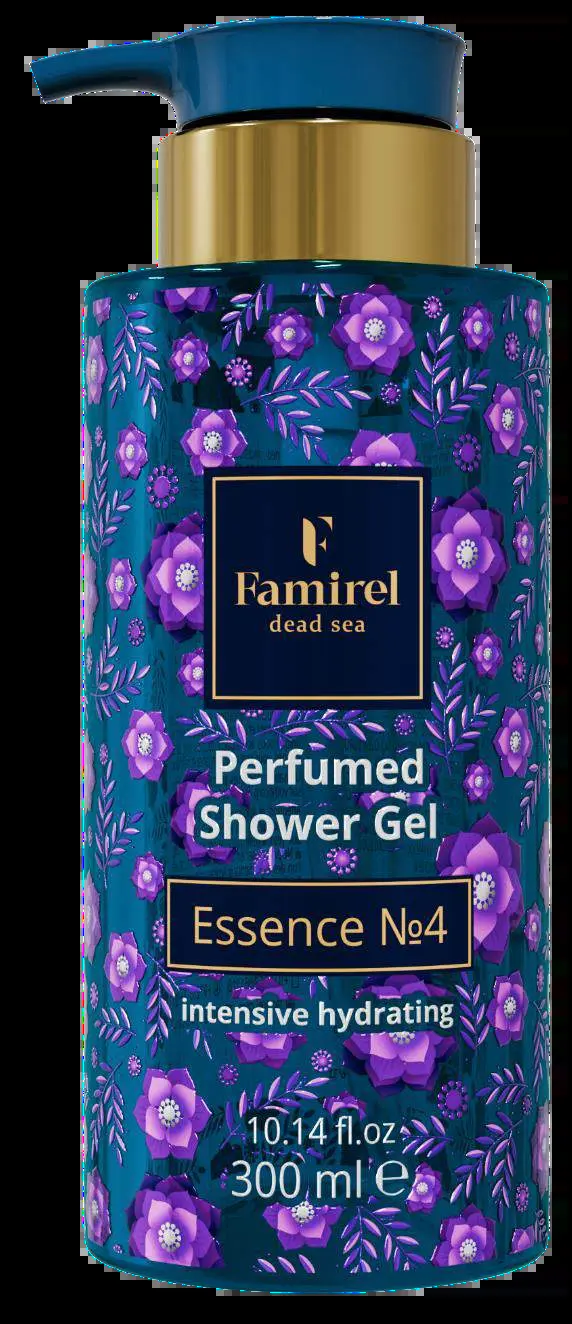 Famirel
dead sea
Perfumed
Shower Gel
Essence №4
intensive hydrating
10.14 fl.oz
300 ml ℮